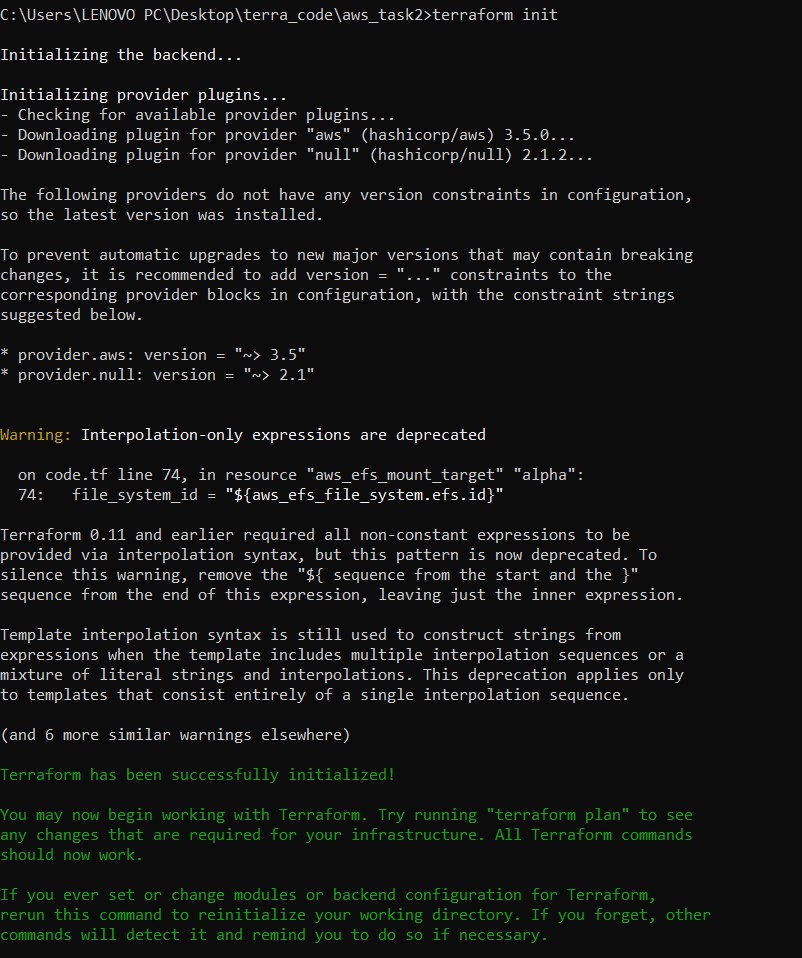 C:\Users\LENOVO PC\Desktop\terra_code\aws_task2>terraform init
Initializing the backend...
Initializing provider plugins...
- Checking for available provider plugins...
- Downloading plugin for provider "aws" (hashicorp/aws) 3.5.0...
- Downloading plugin for provider "null" (hashicorp/null) 2.1.2...
The following providers do not have any version constraints in configuration,
so the latest version was installed.
To prevent automatic upgrades to new major versions that may contain breaking
changes, it is recommended to add version = "..." constraints to the
corresponding provider blocks in configuration, with the constraint strings
suggested below.
* provider.aws: version = "~> 3.5"
* provider.null: version = "~> 2.1"
Warning: Interpolation-only expressions are deprecated
on code.tf line 74, in resource "aws_efs_mount_target" "alpha":
74:   file_system_id = "${aws_efs_file_system.efs.id}"
Terraform 0.11 and earlier required all non-constant expressions to be
provided via interpolation syntax, but this pattern is now deprecated. To
silence this warning, remove the "${ sequence from the start and the }"
sequence from the end of this expression, leaving just the inner expression.
Template interpolation syntax is still used to construct strings from
expressions when the template includes multiple interpolation sequences or a
mixture of literal strings and interpolations. This deprecation applies only
to templates that consist entirely of a single interpolation sequence.
(and 6 more similar warnings elsewhere)
Terraform has been successfully initialized!
You may now begin working with Terraform. Try running "terraform plan" to see
any changes that are required for your infrastructure. All Terraform commands
should now work.
If you ever set or change modules or backend configuration for Terraform,
rerun this command to reinitialize your working directory. If you forget, other
commands will detect it and remind you to do so if necessary.